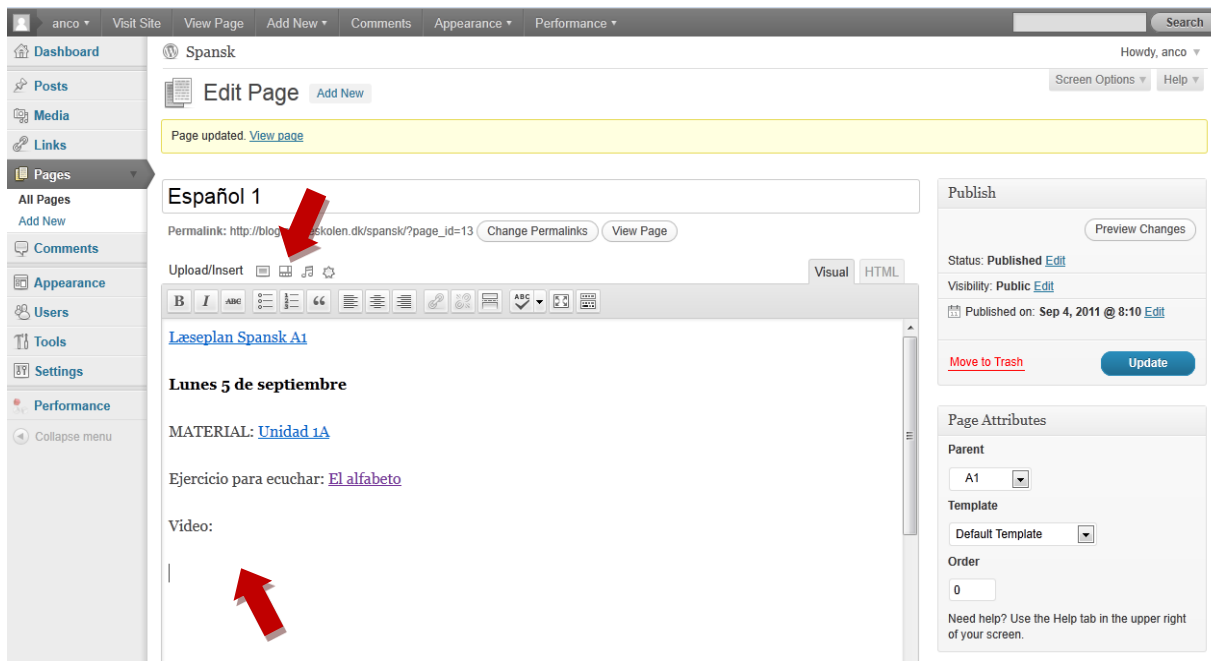 anco Visit Site View Page Add New Comments Appearance Performance Search
Dashboard
Posts
Media
Links
Pages
All Pages
Add New
Comments
Appearance
Users
Tools
Settings
Performance
Collapse menu
Spansk
Howdy, anco
Screen Options Help
Edit Page Add New
Page updated. View page
Español 1
Permalink: http://blog skolen.dk/spansk/?page_id=13 Change Permalinks View Page
Upload/Insert
Visual HTML
B I ABC ABC
Læseplan Spansk A1
Lunes 5 de septiembre
MATERIAL: Unidad 1A
Ejercicio para ecuchar: El alfabeto
Video:
Publish
Preview Changes
Status: Published Edit
Visibility: Public Edit
Published on: Sep 4, 2011 @ 8:10 Edit
Move to Trash Update
Page Attributes
Parent
A1
Template
Default Template
Order
0
Need help? Use the Help tab in the upper right
of your screen.